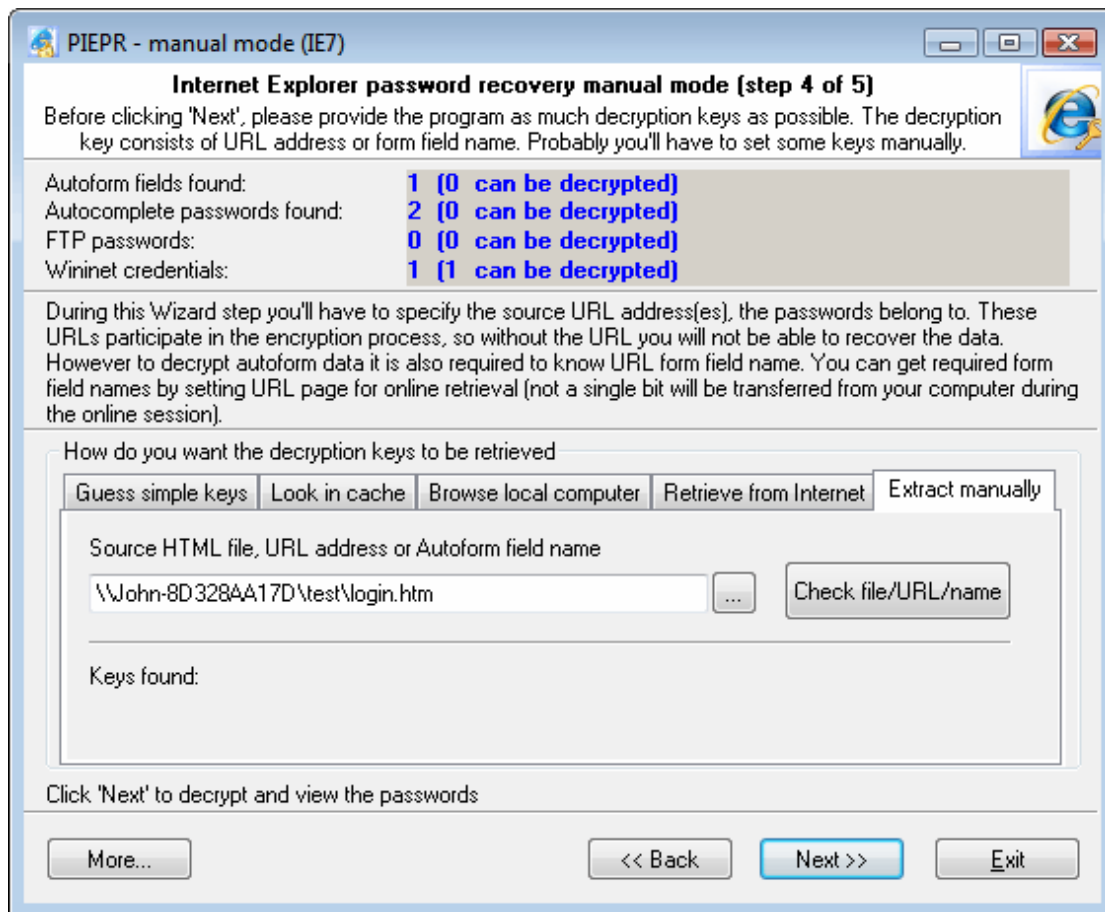 PIEPR - manual mode (IE7)
Internet Explorer password recovery manual mode (step 4 of 5)
Before clicking 'Next', please provide the program as much decryption keys as possible. The decryption
key consists of URL address or form field name. Probably you'll have to set some keys manually.
Autoform fields found: 1 (0 can be decrypted)
Autocomplete passwords found: 2 (0 can be decrypted)
FTP passwords: 0 (0 can be decrypted)
Wininet credentials: 1 (1 can be decrypted)
During this Wizard step you'll have to specify the source URL address(es), the passwords belong to. These
URLs participate in the encryption process, so without the URL you will not be able to recover the data.
However to decrypt autoform data it is also required to know URL form field name. You can get required form
field names by setting URL page for online retrieval (not a single bit will be transferred from your computer during
the online session).
How do you want the decryption keys to be retrieved
Guess simple keys Look in cache Browse local computer Retrieve from Internet Extract manually
Source HTML file, URL address or Autoform field name
\\John-8D328AA17D\test\login.htm ... Check file/URL/name
Keys found:
Click 'Next' to decrypt and view the passwords
More... << Back Next >> Exit